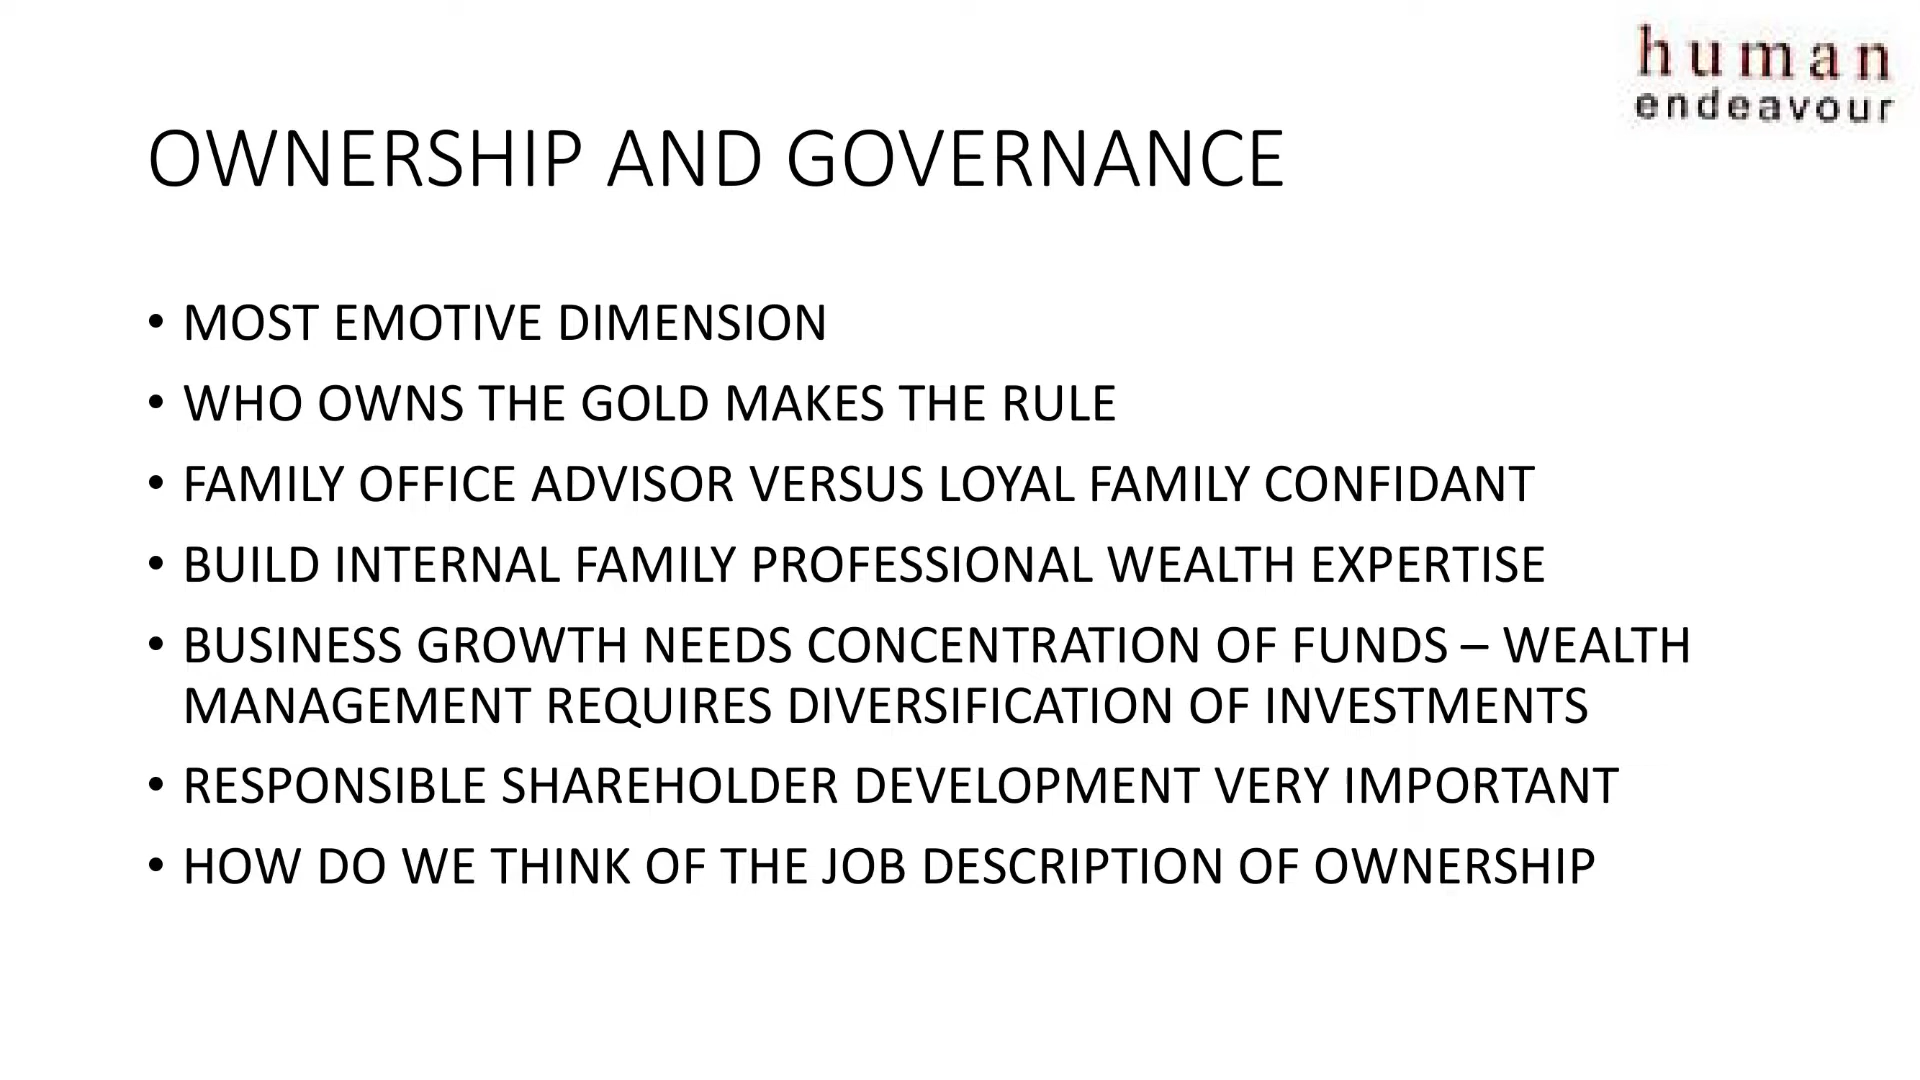 human
endeavour
OWNERSHIP AND GOVERNANCE
• MOST EMOTIVE DIMENSION
• WHO OWNS THE GOLD MAKES THE RULE
• FAMILY OFFICE ADVISOR VERSUS LOYAL FAMILY CONFIDANT
• BUILD INTERNAL FAMILY PROFESSIONAL WEALTH EXPERTISE
• BUSINESS GROWTH NEEDS CONCENTRATION OF FUNDS – WEALTH
MANAGEMENT REQUIRES DIVERSIFICATION OF INVESTMENTS
• RESPONSIBLE SHAREHOLDER DEVELOPMENT VERY IMPORTANT
• HOW DO WE THINK OF THE JOB DESCRIPTION OF OWNERSHIP